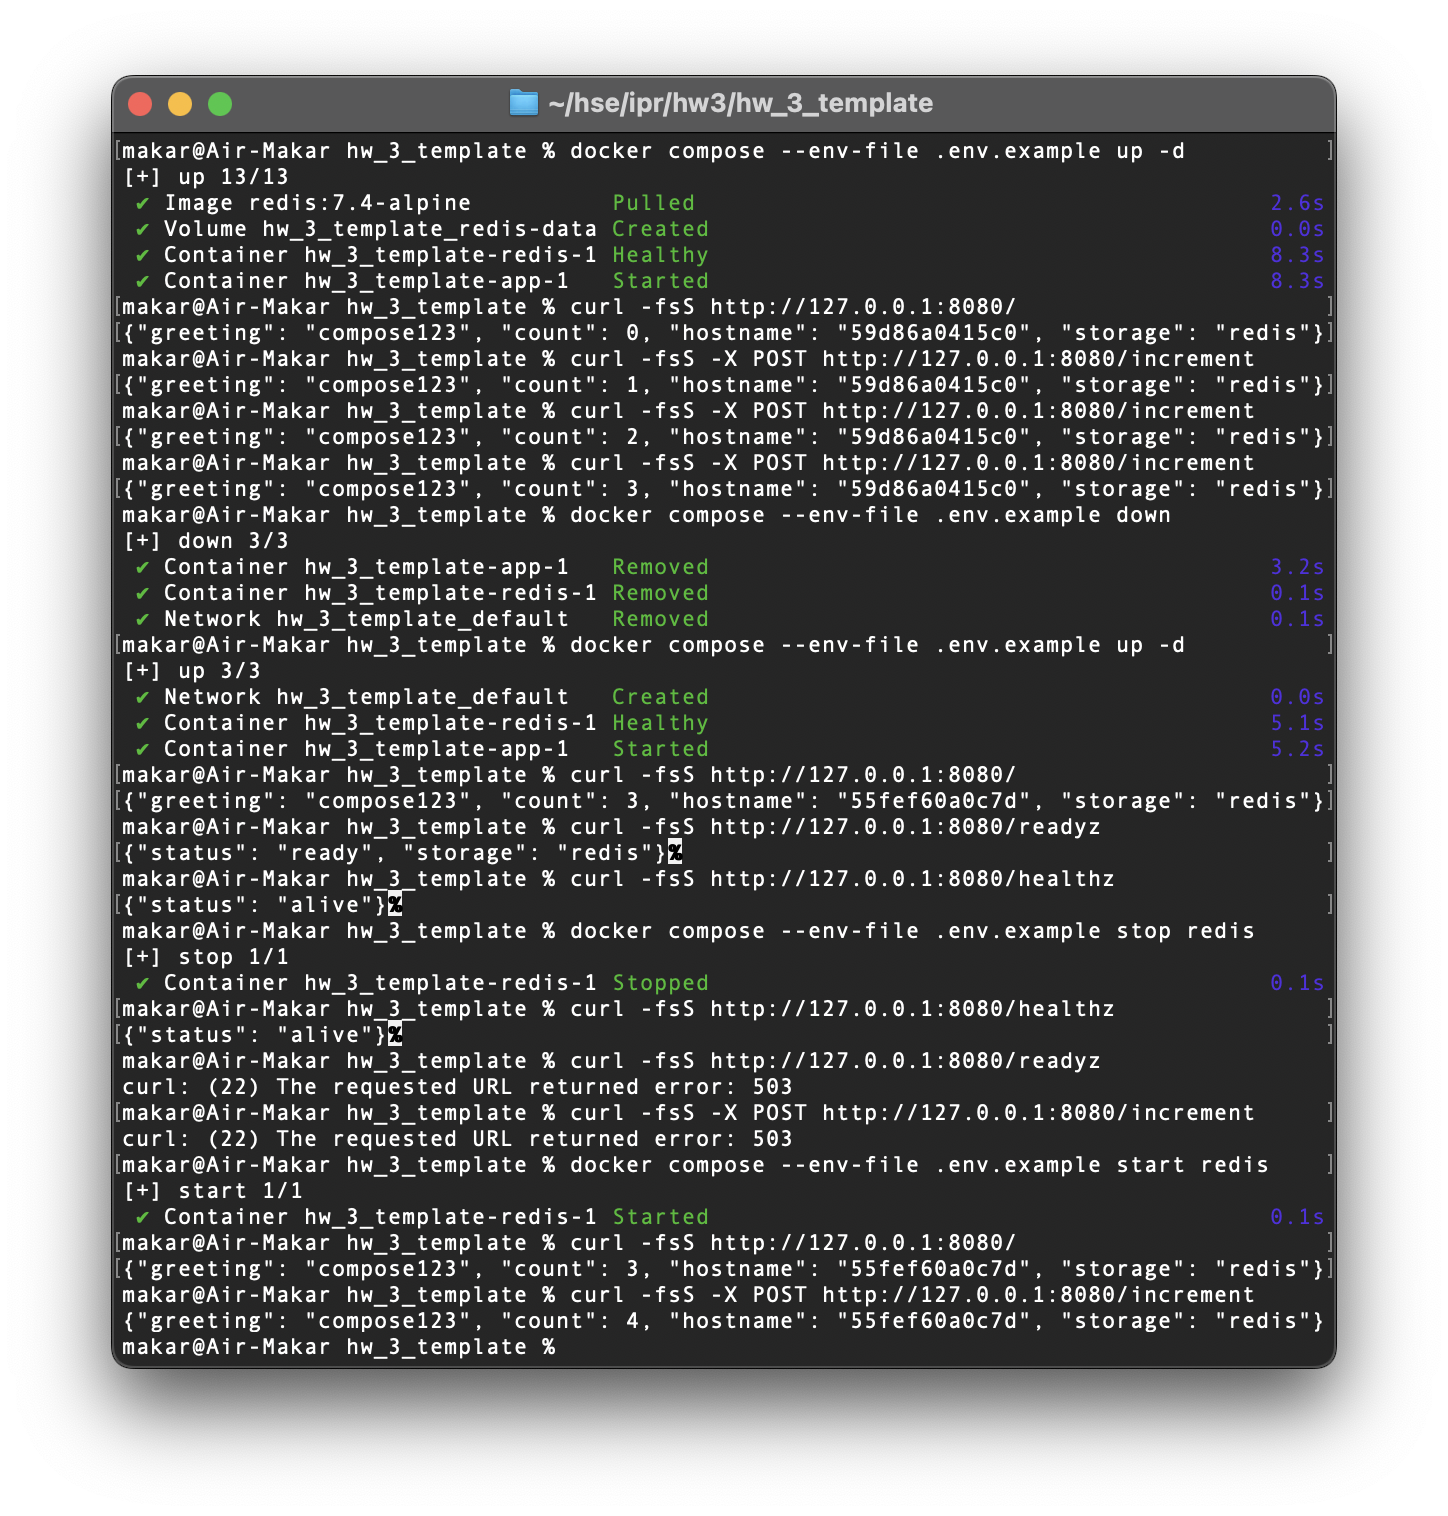 ~/hse/ipr/hw3/hw_3_template
[makar@Air-Makar hw_3_template % docker compose --env-file .env.example up -d ]
[+] up 13/13
✔ Image redis:7.4-alpine Pulled 2.6s
✔ Volume hw_3_template_redis-data Created 0.0s
✔ Container hw_3_template-redis-1 Healthy 8.3s
✔ Container hw_3_template-app-1 Started 8.3s
[makar@Air-Makar hw_3_template % curl -fsS http://127.0.0.1:8080/ ]
[{"greeting": "compose123", "count": 0, "hostname": "59d86a0415c0", "storage": "redis"}]
makar@Air-Makar hw_3_template % curl -fsS -X POST http://127.0.0.1:8080/increment
[{"greeting": "compose123", "count": 1, "hostname": "59d86a0415c0", "storage": "redis"}]
makar@Air-Makar hw_3_template % curl -fsS -X POST http://127.0.0.1:8080/increment
[{"greeting": "compose123", "count": 2, "hostname": "59d86a0415c0", "storage": "redis"}]
makar@Air-Makar hw_3_template % curl -fsS -X POST http://127.0.0.1:8080/increment
[{"greeting": "compose123", "count": 3, "hostname": "59d86a0415c0", "storage": "redis"}]
makar@Air-Makar hw_3_template % docker compose --env-file .env.example down
[+] down 3/3
✔ Container hw_3_template-app-1 Removed 3.2s
✔ Container hw_3_template-redis-1 Removed 0.1s
✔ Network hw_3_template_default Removed 0.1s
[makar@Air-Makar hw_3_template % docker compose --env-file .env.example up -d ]
[+] up 3/3
✔ Network hw_3_template_default Created 0.0s
✔ Container hw_3_template-redis-1 Healthy 5.1s
✔ Container hw_3_template-app-1 Started 5.2s
[makar@Air-Makar hw_3_template % curl -fsS http://127.0.0.1:8080/ ]
[{"greeting": "compose123", "count": 3, "hostname": "55fef60a0c7d", "storage": "redis"}]
makar@Air-Makar hw_3_template % curl -fsS http://127.0.0.1:8080/readyz
[{"status": "ready", "storage": "redis"}% ]
makar@Air-Makar hw_3_template % curl -fsS http://127.0.0.1:8080/healthz
[{"status": "alive"}% ]
makar@Air-Makar hw_3_template % docker compose --env-file .env.example stop redis
[+] stop 1/1
✔ Container hw_3_template-redis-1 Stopped 0.1s
[makar@Air-Makar hw_3_template % curl -fsS http://127.0.0.1:8080/healthz ]
[{"status": "alive"}% ]
makar@Air-Makar hw_3_template % curl -fsS http://127.0.0.1:8080/readyz
curl: (22) The requested URL returned error: 503
[makar@Air-Makar hw_3_template % curl -fsS -X POST http://127.0.0.1:8080/increment ]
curl: (22) The requested URL returned error: 503
[makar@Air-Makar hw_3_template % docker compose --env-file .env.example start redis ]
[+] start 1/1
✔ Container hw_3_template-redis-1 Started 0.1s
[makar@Air-Makar hw_3_template % curl -fsS http://127.0.0.1:8080/ ]
[{"greeting": "compose123", "count": 3, "hostname": "55fef60a0c7d", "storage": "redis"}]
makar@Air-Makar hw_3_template % curl -fsS -X POST http://127.0.0.1:8080/increment
{"greeting": "compose123", "count": 4, "hostname": "55fef60a0c7d", "storage": "redis"}
makar@Air-Makar hw_3_template %